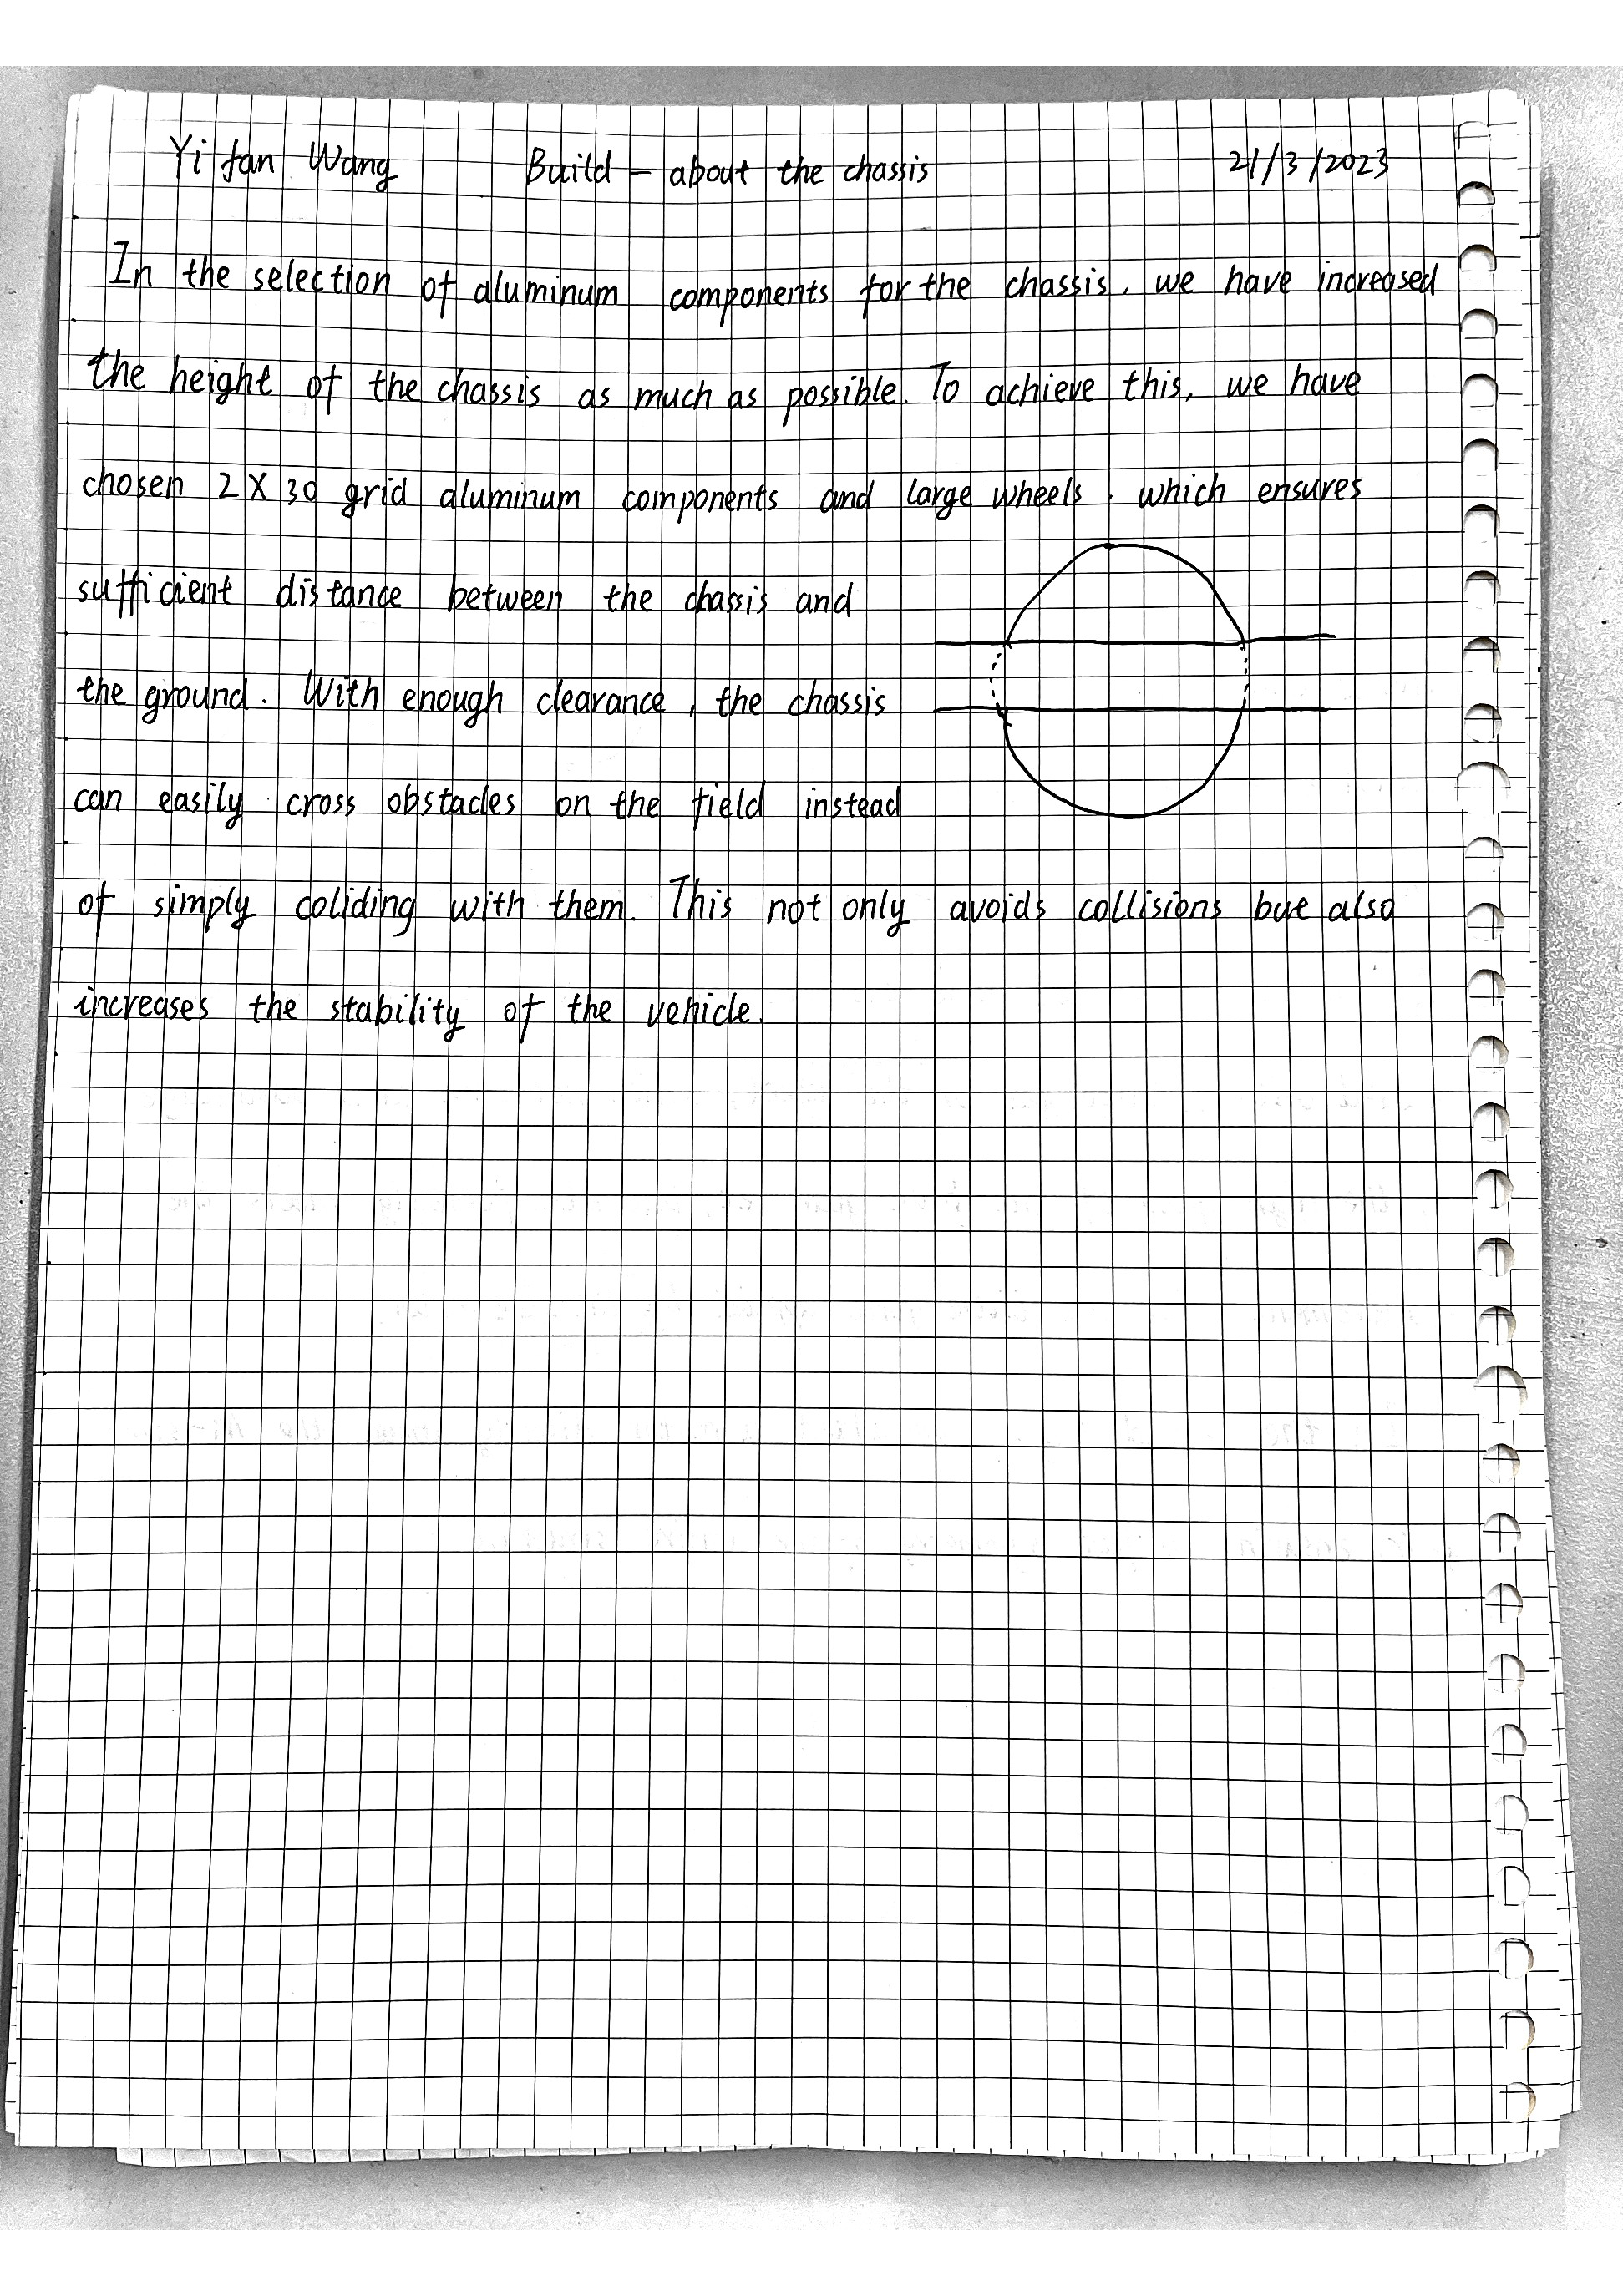 Yi fan Wang Build - about the chassis 21/3/2023
In the selection of aluminum components for the chassis, we have increased
the height of the chassis as much as possible. To achieve this, we have
chosen 2X30 grid aluminum components and large wheels, which ensures
sufficient distance between the chassis and
the ground. With enough clearance, the chassis
can easily cross obstacles on the field instead
of simply coliding with them. This not only avoids collisions but also
increases the stability of the vehicle.